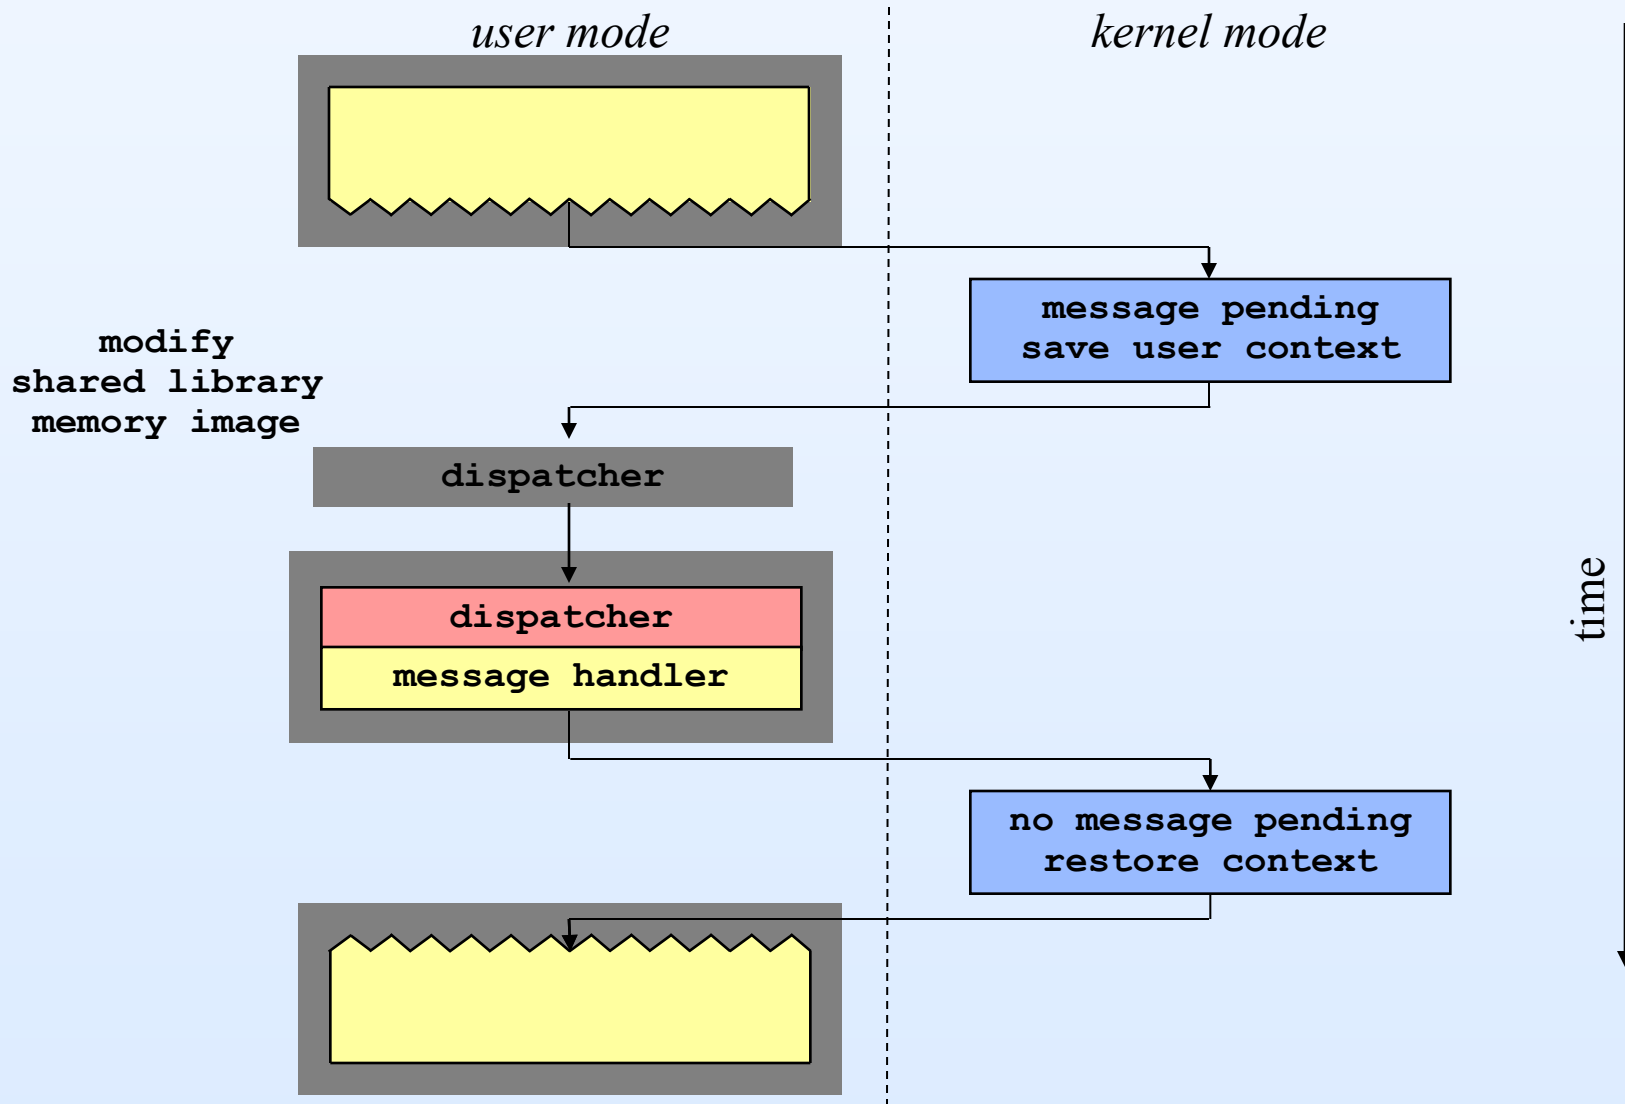 user mode
kernel mode
message pending
save user context
modify
shared library
memory image
dispatcher
dispatcher
message handler
time
no message pending
restore context